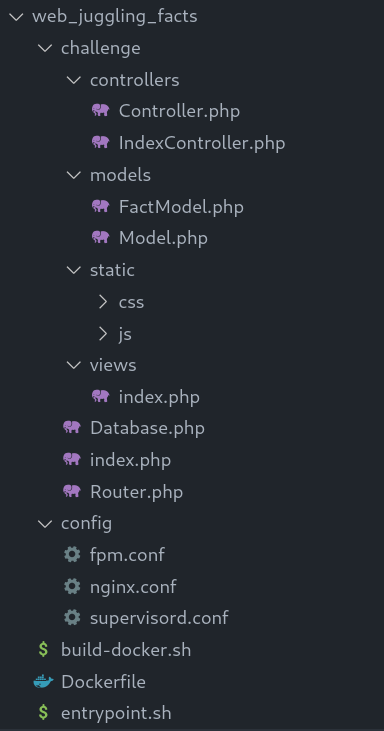 web_juggling_facts
challenge
controllers
Controller.php
IndexController.php
models
FactModel.php
Model.php
static
css
js
views
index.php
Database.php
index.php
Router.php
config
fpm.conf
nginx.conf
supervisord.conf
$ build-docker.sh
Dockerfile
$ entrypoint.sh